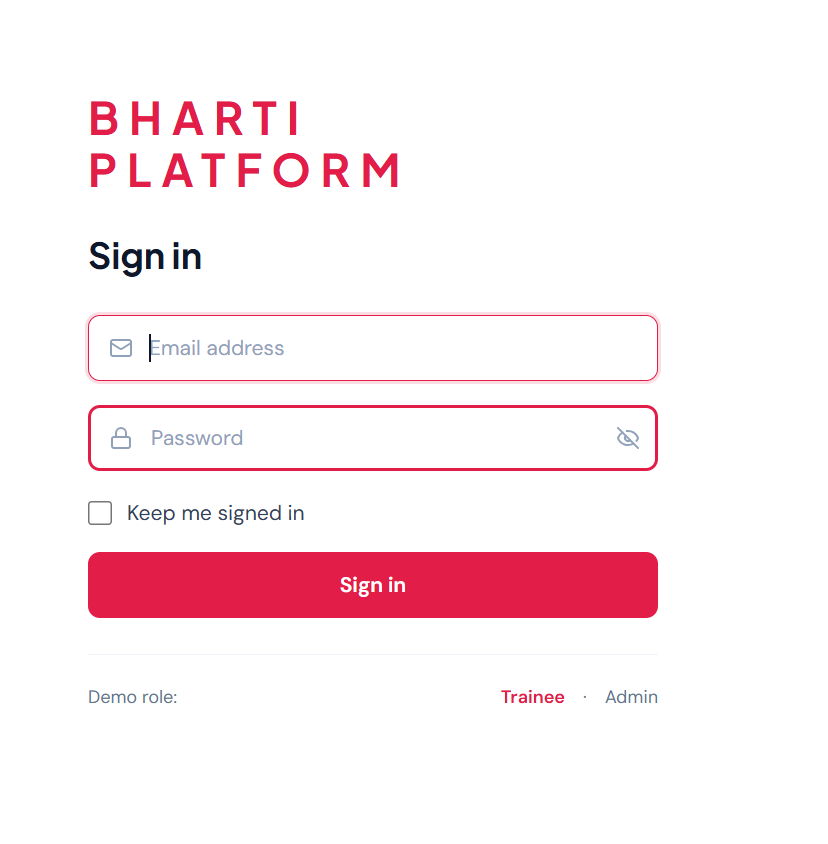 BHARTI
PLATFORM
Sign in
Email address
Password
Keep me signed in
Sign in
Demo role: Trainee · Admin